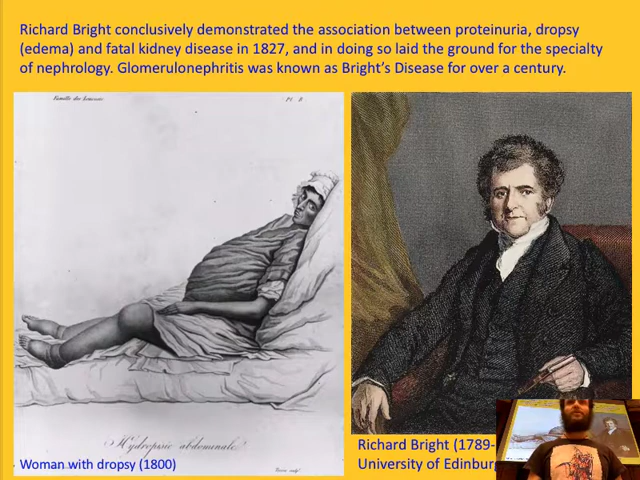 Richard Bright conclusively demonstrated the association between proteinuria, dropsy
(edema) and fatal kidney disease in 1827, and in doing so laid the ground for the specialty
of nephrology. Glomerulonephritis was known as Bright's Disease for over a century.
Hydropisie abdominale
Woman with dropsy (1800)
Richard Bright (1789-
University of Edinbur